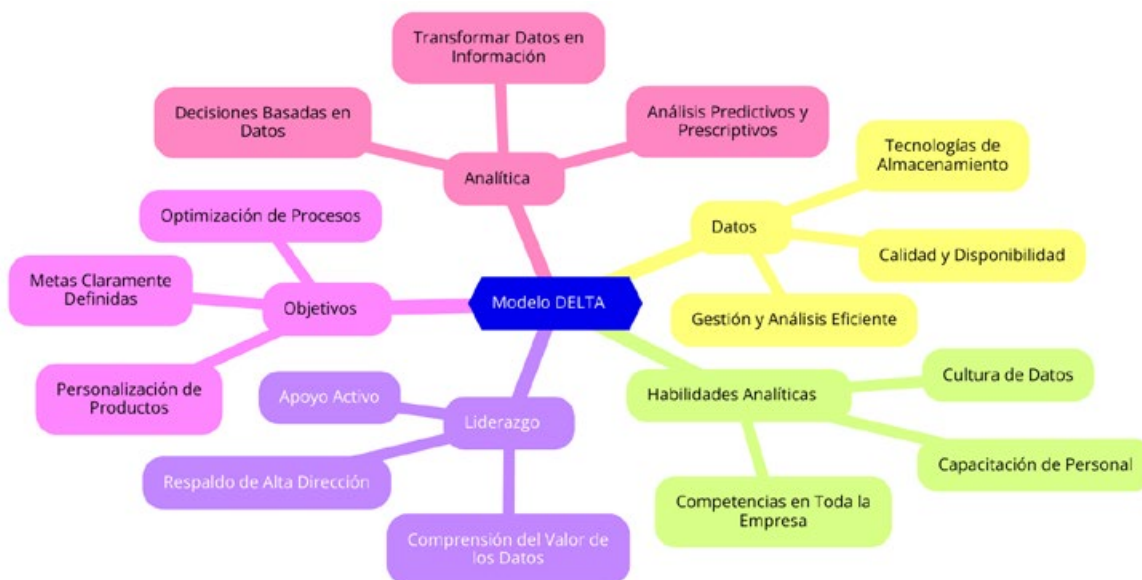 Transformar Datos en
Información
Decisiones Basadas en
Datos
Análisis Predictivos y
Prescriptivos
Analítica
Tecnologías de
Almacenamiento
Datos
Calidad y Disponibilidad
Gestión y Análisis Eficiente
Optimización de Procesos
Metas Claramente
Definidas
Objetivos
Personalización de
Productos
Modelo DELTA
Apoyo Activo
Liderazgo
Respaldo de Alta Dirección
Comprensión del Valor de
los Datos
Habilidades Analíticas
Cultura de Datos
Capacitación de Personal
Competencias en Toda la
Empresa